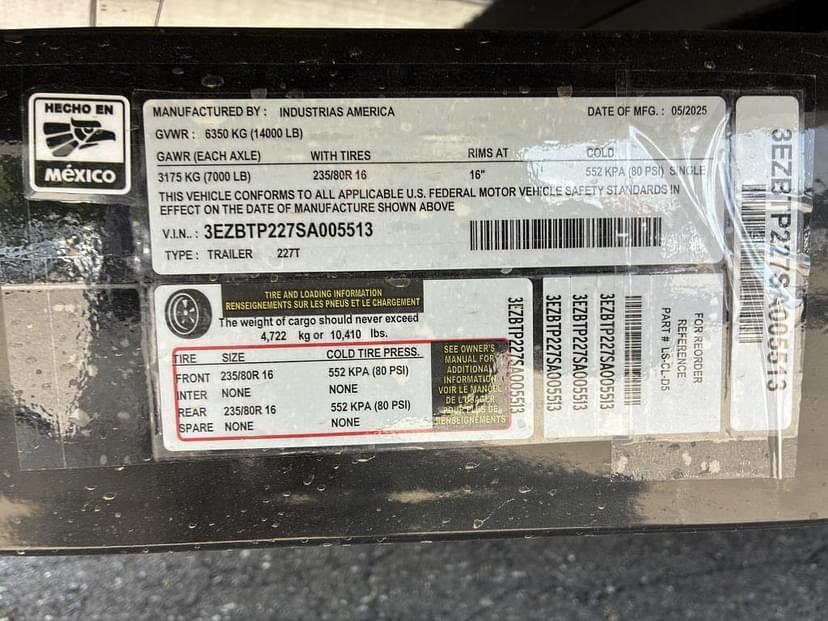 HECHO EN
MÉXICO
MANUFACTURED BY : INDUSTRIAS AMERICA DATE OF MFG. : 05/2025
GVWR : 6350 KG (14000 LB)
GAWR (EACH AXLE) WITH TIRES RIMS AT COLD
3175 KG (7000 LB) 235/80R 16 16" 552 KPA (80 PSI) SINGLE
THIS VEHICLE CONFORMS TO ALL APPLICABLE U.S. FEDERAL MOTOR VEHICLE SAFETY STANDARDS IN
EFFECT ON THE DATE OF MANUFACTURE SHOWN ABOVE
V.I.N.. : 3EZBTP227SA005513
TYPE : TRAILER 227T
TIRE AND LOADING INFORMATION
RENSEIGNEMENTS SUR LES PNEUS ET LE CHARGEMENT
The weight of cargo should never exceed
4,722 kg or 10,410 lbs.
TIRE SIZE COLD TIRE PRESS.
FRONT 235/80R 16 552 KPA (80 PSI)
INTER NONE NONE
REAR 235/80R 16 552 KPA (80 PSI)
SPARE NONE NONE
SEE OWNER'S
MANUAL FOR
ADDITIONAL
INFORMATION
VOIR LE MANUEL
DE L'USAGER
POUR PLUS DE
RENSEIGNEMENTS
3EZBTP227SA005513
3EZBTP227SA005513
3EZBTP227SA005513
3EZBTP227SA005513
FOR REORDER
REFERENCE
PART # LS-CL-D5
3EZBTP227SA005513